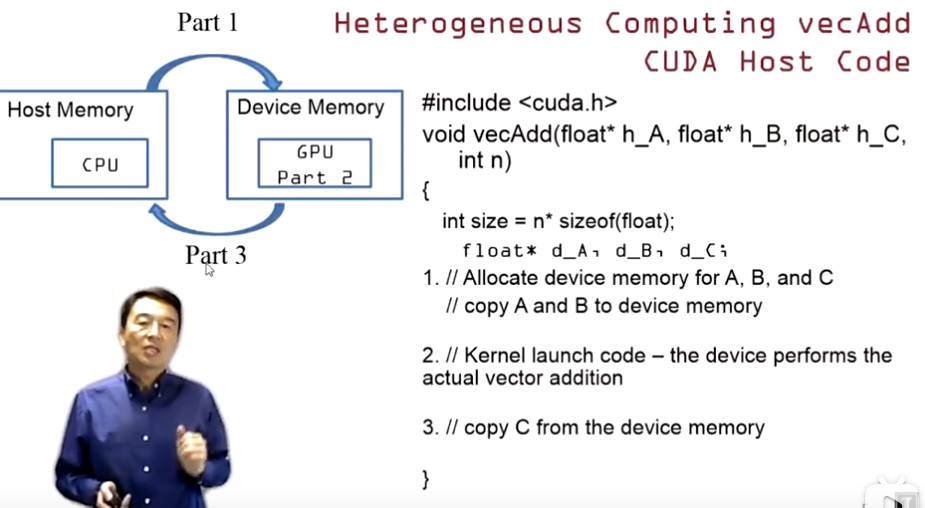 Part 1
Heterogeneous Computing vecAdd
CUDA Host Code
Host Memory
CPU
Device Memory
GPU
Part 2
Part 3
#include <cuda.h>
void vecAdd(float* h_A, float* h_B, float* h_C,
int n)
{
int size = n* sizeof(float);
float* d_A, d_B, d_C;
1. // Allocate device memory for A, B, and C
// copy A and B to device memory
2. // Kernel launch code – the device performs the
actual vector addition
3. // copy C from the device memory
}